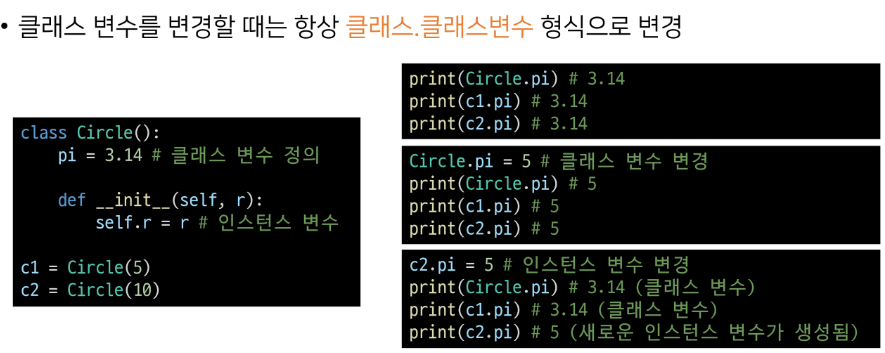 • 클래스 변수를 변경할 때는 항상 클래스.클래스변수 형식으로 변경
class Circle():
    pi = 3.14 # 클래스 변수 정의
    def __init__(self, r):
        self.r = r # 인스턴스 변수
c1 = Circle(5)
c2 = Circle(10)
print(Circle.pi) # 3.14
print(c1.pi) # 3.14
print(c2.pi) # 3.14
Circle.pi = 5 # 클래스 변수 변경
print(Circle.pi) # 5
print(c1.pi) # 5
print(c2.pi) # 5
c2.pi = 5 # 인스턴스 변수 변경
print(Circle.pi) # 3.14 (클래스 변수)
print(c1.pi) # 3.14 (클래스 변수)
print(c2.pi) # 5 (새로운 인스턴스 변수가 생성됨)